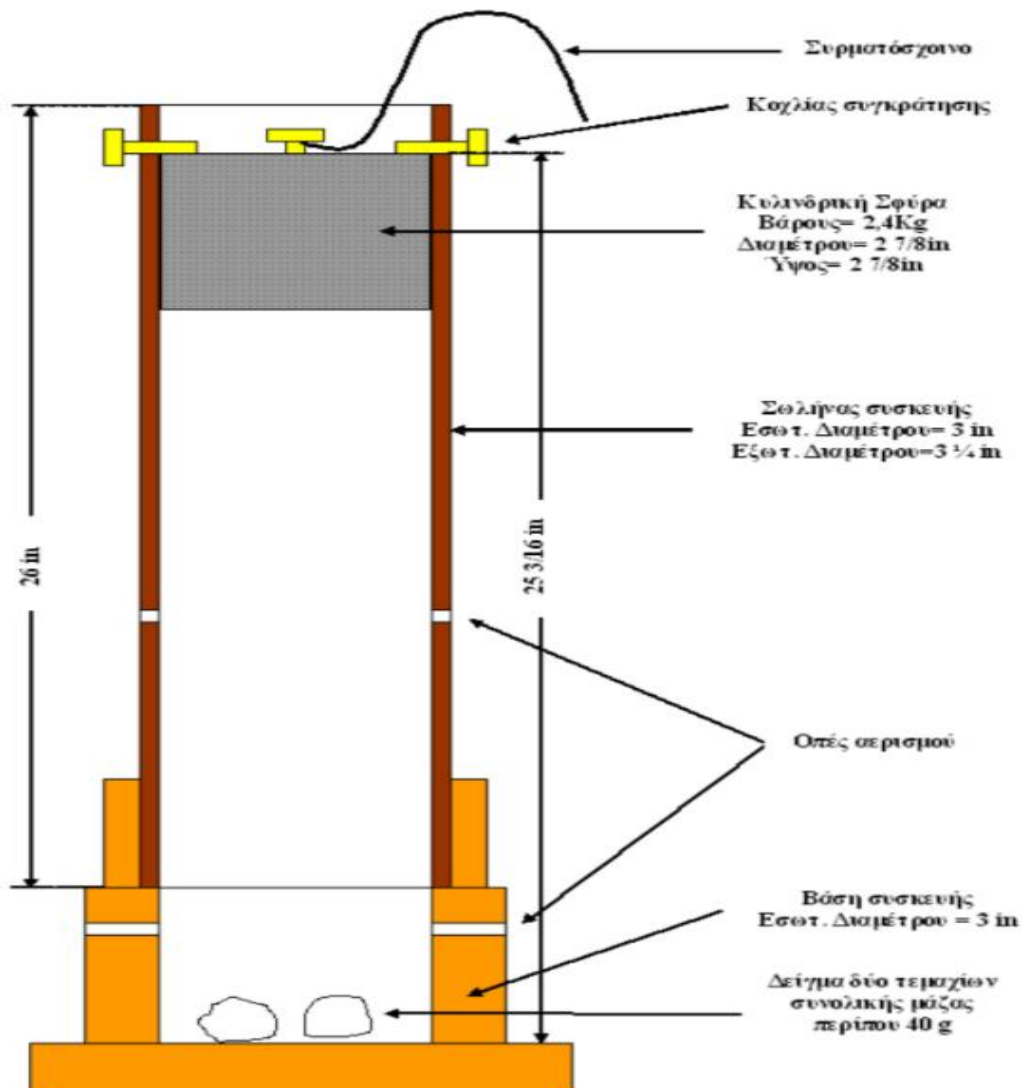 Συρματόσχοινο
Κοχλίας συγκράτησης
Κυλινδρική Σφύρα
Βάρους= 2,4Kg
Διαμέτρου= 2 7/8in
Ύψος= 2 7/8in
Σωλήνας συσκευής
Εσωτ. Διαμέτρου= 3 in
Εξωτ. Διαμέτρου=3 ¼ in
26 in
25 3/16 in
Οπές αερισμού
Βάση συσκευής
Εσωτ. Διαμέτρου = 3 in
Δείγμα δύο τεμαχίων
συνολικής μάζας
περίπου 40 g